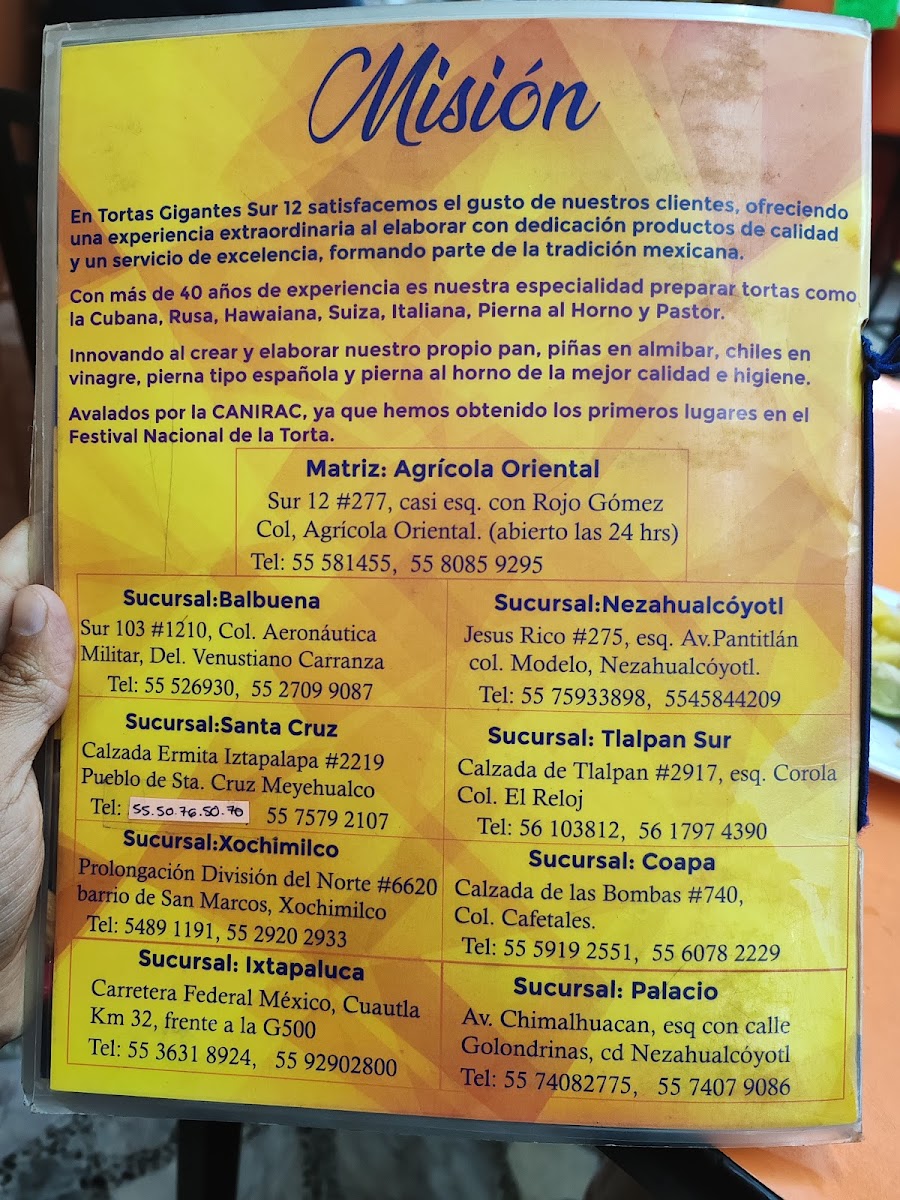 Misión
En Tortas Gigantes Sur 12 satisfacemos el gusto de nuestros clientes, ofreciendo
una experiencia extraordinaria al elaborar con dedicación productos de calidad
y un servicio de excelencia, formando parte de la tradición mexicana.
Con más de 40 años de experiencia es nuestra especialidad preparar tortas como
la Cubana, Rusa, Hawaiana, Suiza, Italiana, Pierna al Horno y Pastor.
Innovando al crear y elaborar nuestro propio pan, piñas en almibar, chiles en
vinagre, pierna tipo española y pierna al horno de la mejor calidad e higiene.
Avalados por la CANIRAC, ya que hemos obtenido los primeros lugares en el
Festival Nacional de la Torta.
Matriz: Agrícola Oriental
Sur 12 #277, casi esq. con Rojo Gómez
Col, Agrícola Oriental. (abierto las 24 hrs)
Tel: 55 581455, 55 8085 9295
Sucursal:Balbuena
Sur 103 #1210, Col. Aeronáutica
Militar, Del. Venustiano Carranza
Tel: 55 526930, 55 2709 9087
Sucursal:Nezahualcóyotl
Jesus Rico #275, esq. Av.Pantitlán
col. Modelo, Nezahualcóyotl.
Tel: 55 75933898, 5545844209
Sucursal:Santa Cruz
Calzada Ermita Iztapalapa #2219
Pueblo de Sta. Cruz Meyehualco
Tel: 55.50.76.50.70 55 7579 2107
Sucursal: Tlalpan Sur
Calzada de Tlalpan #2917, esq. Corola
Col. El Reloj
Tel: 56 103812, 56 1797 4390
Sucursal:Xochimilco
Prolongación División del Norte #6620
barrio de San Marcos, Xochimilco
Tel: 5489 1191, 55 2920 2933
Sucursal: Coapa
Calzada de las Bombas #740,
Col. Cafetales.
Tel: 55 5919 2551, 55 6078 2229
Sucursal: Ixtapaluca
Carretera Federal México, Cuautla
Km 32, frente a la G500
Tel: 55 3631 8924, 55 92902800
Sucursal: Palacio
Av. Chimalhuacan, esq con calle
Golondrinas, cd Nezahualcóyotl
Tel: 55 74082775, 55 7407 9086